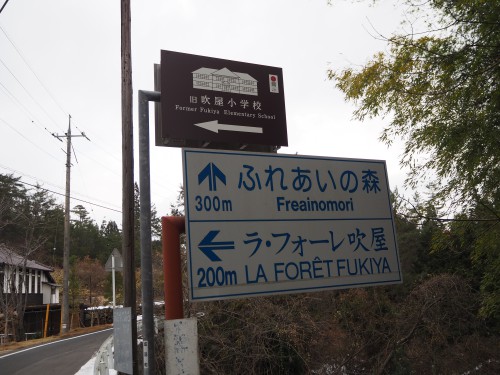 旧吹屋小学校
Former Fukiya Elementary School
ふれあいの森
300m Freainomori
ラ・フォーレ吹屋
200m LA FORÊT FUKIYA